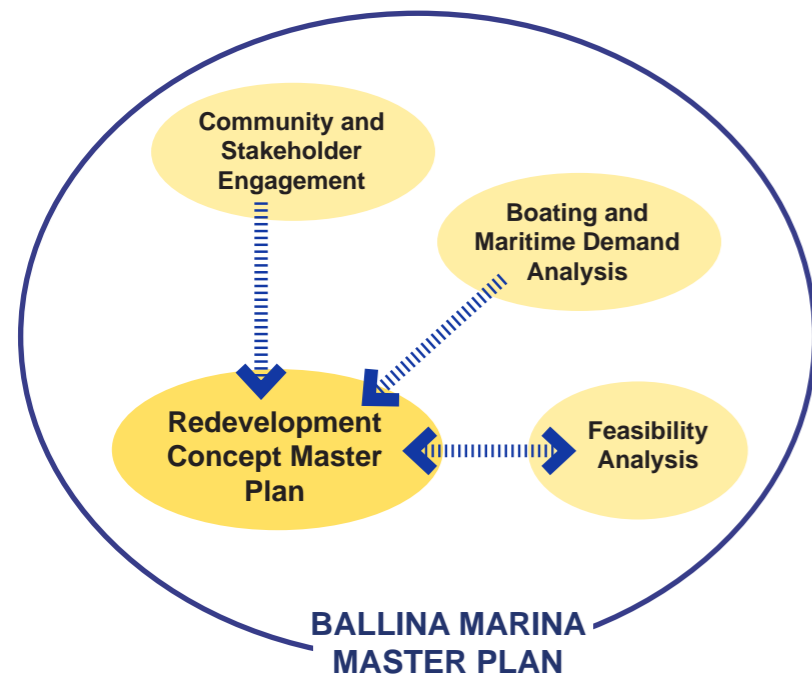 Community and
Stakeholder
Engagement
Boating and
Maritime Demand
Analysis
Redevelopment
Concept Master
Plan
Feasibility
Analysis
BALLINA MARINA
MASTER PLAN